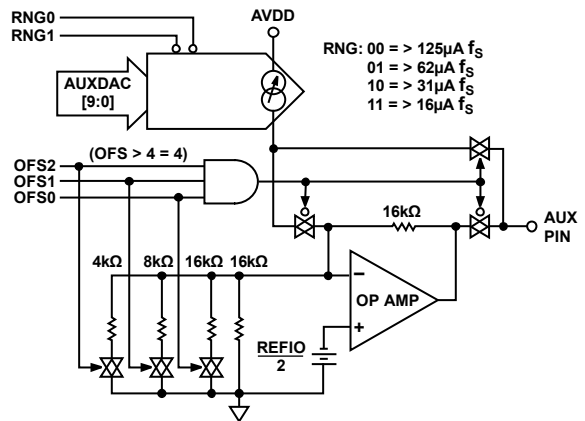 RNG0
RNG1
AVDD
AUXDAC
[9:0]
RNG: 00 = > 125µA fS
01 = > 62µA fS
10 = > 31µA fS
11 = > 16µA fS
(OFS > 4 = 4)
OFS2
OFS1
OFS0
16kΩ
AUX
PIN
4kΩ 8kΩ 16kΩ 16kΩ
–
OP AMP
+
REFIO
2